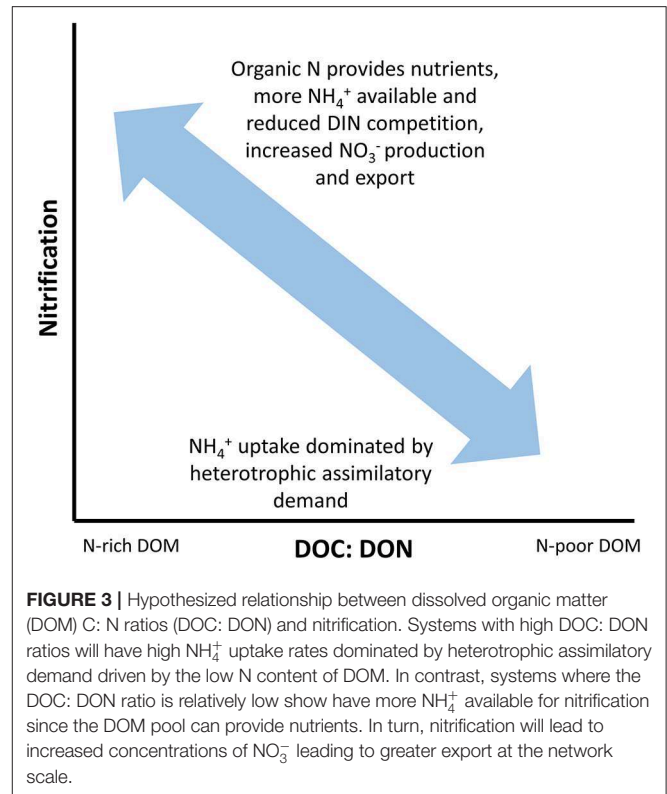 Organic N provides nutrients,
more NH₄⁺ available and
reduced DIN competition,
increased NO₃⁻ production
and export
Nitrification
NH₄⁺ uptake dominated by
heterotrophic assimilatory
demand
N-rich DOM DOC: DON N-poor DOM
FIGURE 3 | Hypothesized relationship between dissolved organic matter
(DOM) C: N ratios (DOC: DON) and nitrification. Systems with high DOC: DON
ratios will have high NH₄⁺ uptake rates dominated by heterotrophic assimilatory
demand driven by the low N content of DOM. In contrast, systems where the
DOC: DON ratio is relatively low show have more NH₄⁺ available for nitrification
since the DOM pool can provide nutrients. In turn, nitrification will lead to
increased concentrations of NO₃⁻ leading to greater export at the network
scale.